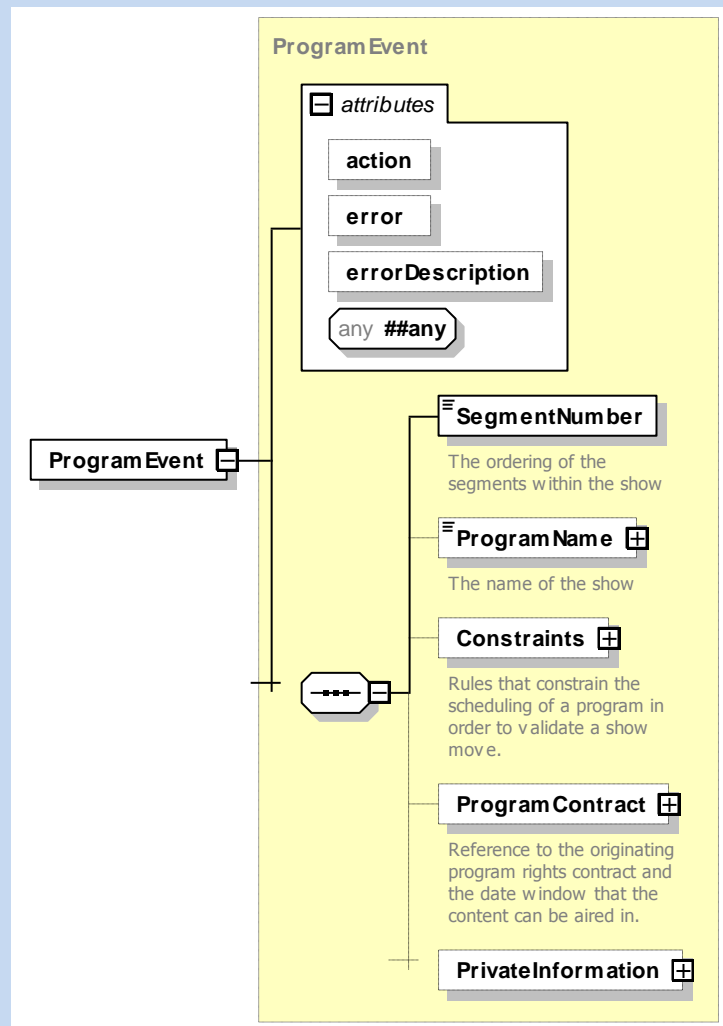 ProgramEvent
attributes
action
error
errorDescription
any ##any
SegmentNumber
The ordering of the
segments within the show
ProgramEvent
ProgramName
The name of the show
Constraints
Rules that constrain the
scheduling of a program in
order to validate a show
move.
ProgramContract
Reference to the originating
program rights contract and
the date window that the
content can be aired in.
PrivateInformation